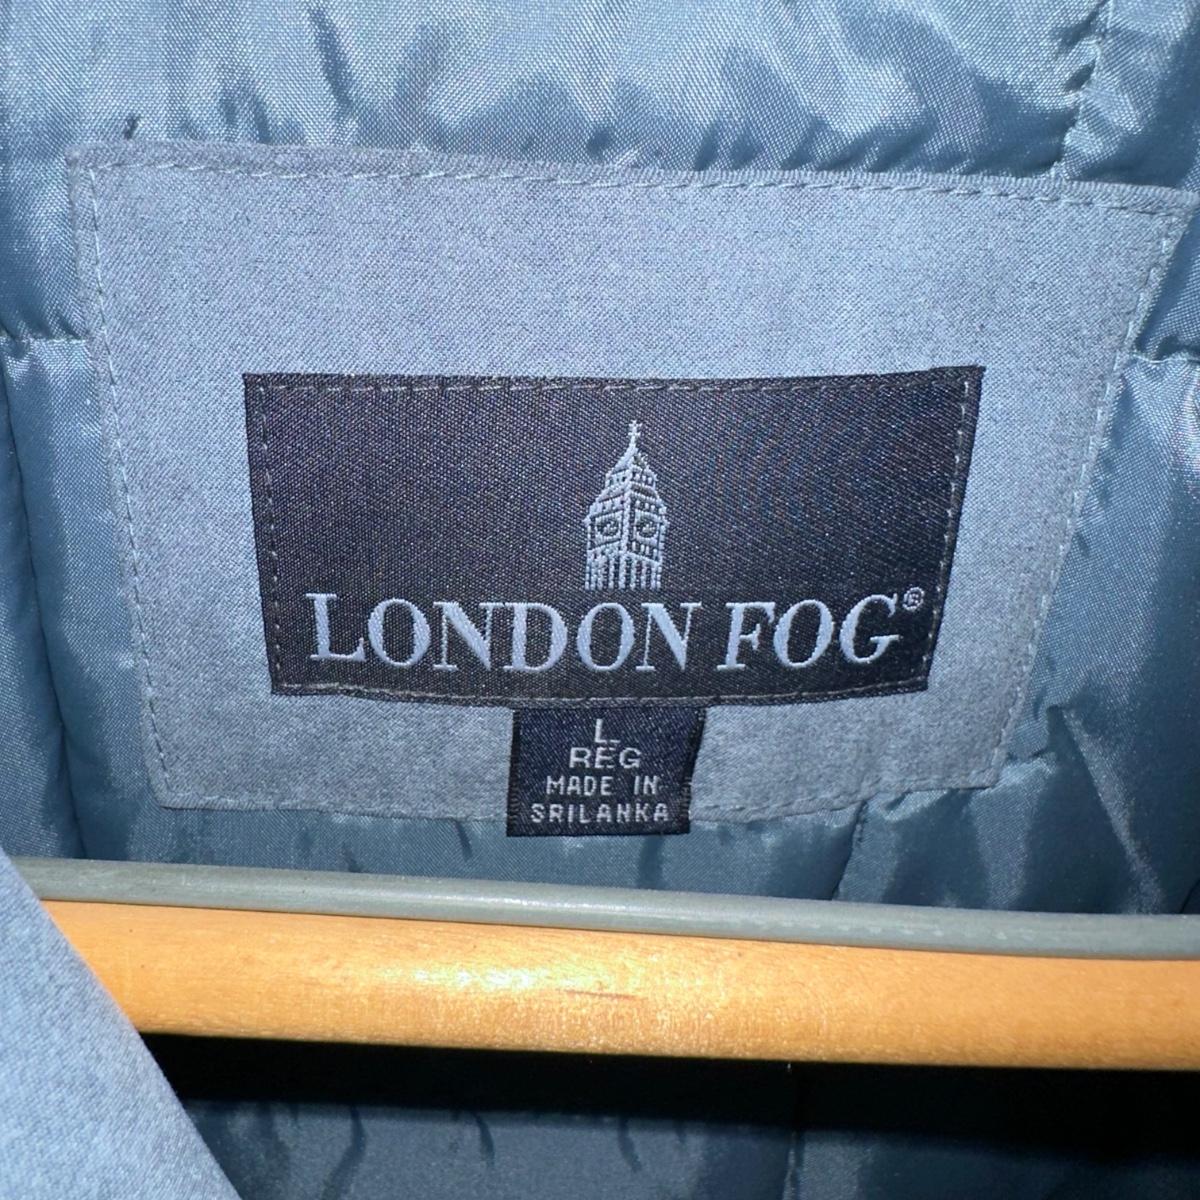 LONDON FOG®
L
REG
MADE IN
SRILANKA